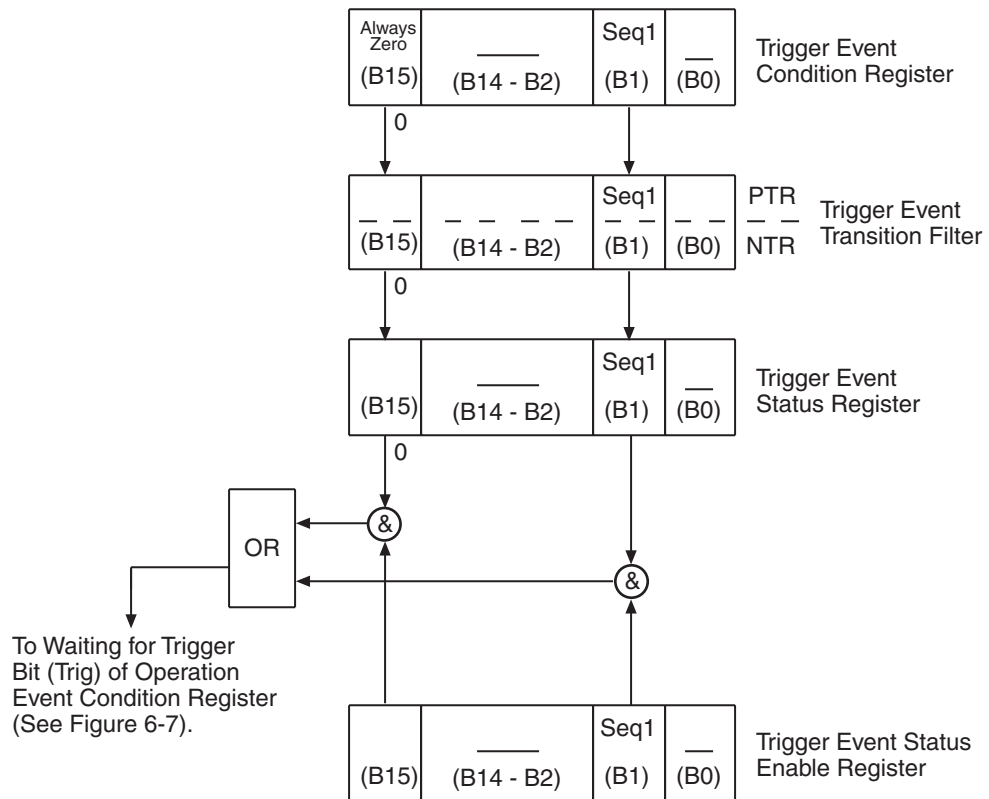 Always
Zero
(B15)
(B14 - B2)
Seq1
(B1)
(B0)
Trigger Event
Condition Register
0
(B15)
(B14 - B2)
Seq1
(B1)
(B0)
PTR
NTR
Trigger Event
Transition Filter
0
(B15)
(B14 - B2)
Seq1
(B1)
(B0)
Trigger Event
Status Register
0
&
OR
&
To Waiting for Trigger
Bit (Trig) of Operation
Event Condition Register
(See Figure 6-7).
(B15)
(B14 - B2)
Seq1
(B1)
(B0)
Trigger Event Status
Enable Register